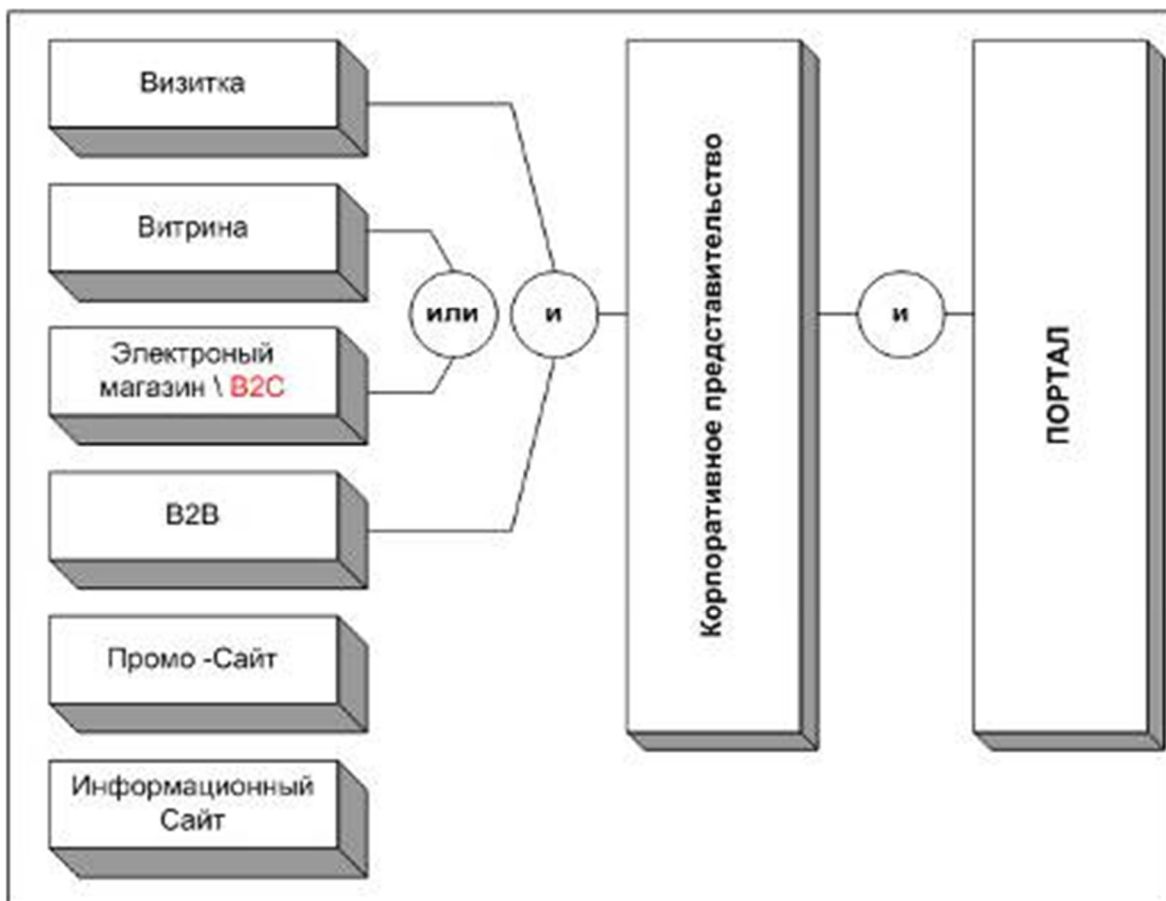 Визитка
Витрина
Электроный
магазин \ B2C
B2B
Промо -Сайт
Информационный
Сайт
или
и
Корпоративное представительство
и
ПОРТАЛ